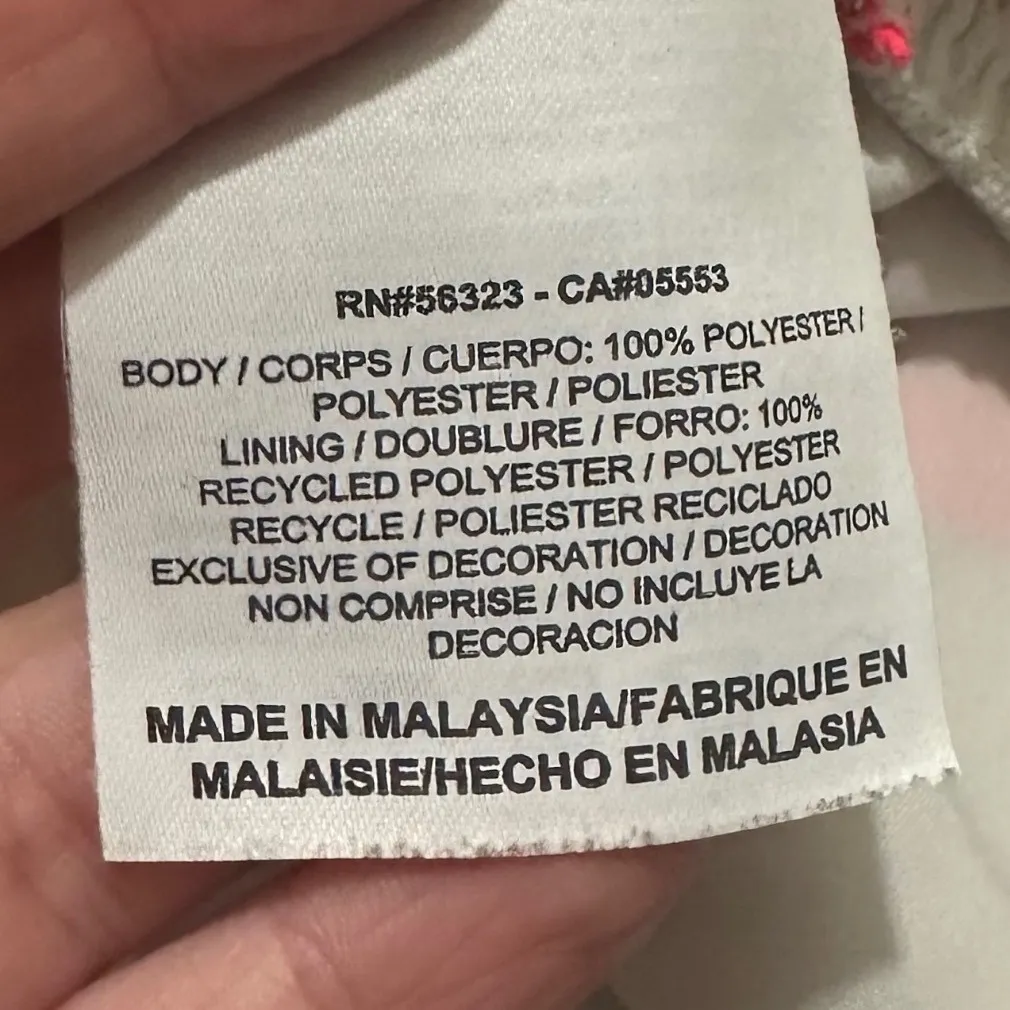 RN#56323 - CA#05553
BODY / CORPS / CUERPO: 100% POLYESTER /
POLYESTER / POLIESTER
LINING / DOUBLURE / FORRO: 100%
RECYCLED POLYESTER / POLYESTER
RECYCLE / POLIESTER RECICLADO
EXCLUSIVE OF DECORATION / DECORATION
NON COMPRISE / NO INCLUYE LA
DECORACION
MADE IN MALAYSIA/FABRIQUE EN
MALAISIE/HECHO EN MALASIA